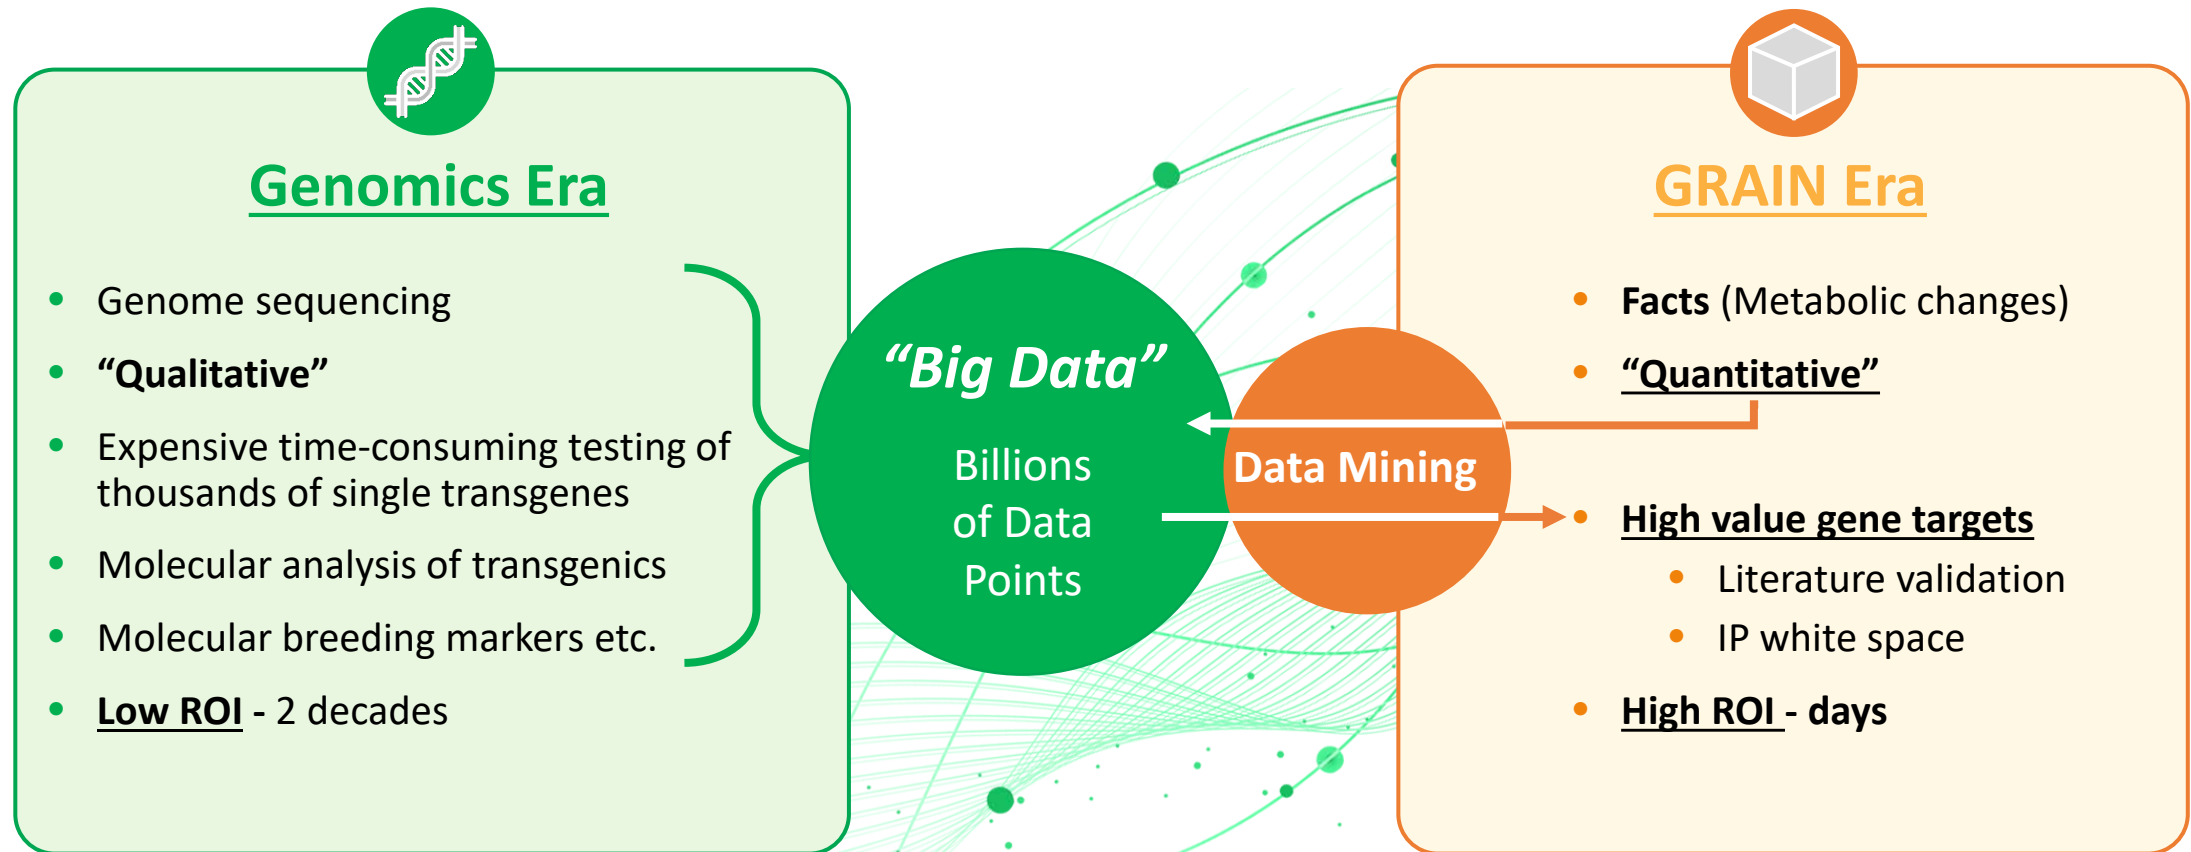 Genomics Era
• Genome sequencing
• “Qualitative”
• Expensive time-consuming testing of
thousands of single transgenes
• Molecular analysis of transgenics
• Molecular breeding markers etc.
• Low ROI - 2 decades
“Big Data”
Billions
of Data
Points
Data Mining
GRAIN Era
• Facts (Metabolic changes)
• “Quantitative”
• High value gene targets
• Literature validation
• IP white space
• High ROI - days